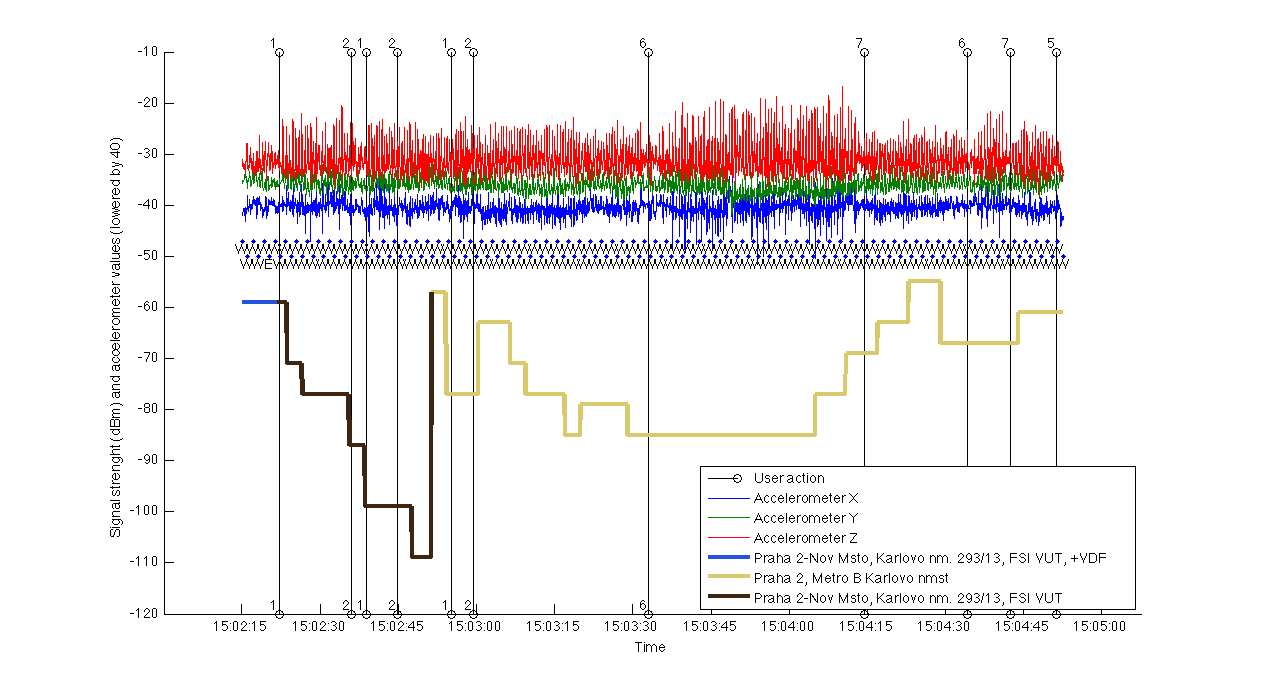 1 2 1 2 1 2 6 7 6 7 5
-10
-20
-30
-40
-50
-60
-70
-80
-90
-100
-110
-120
Signal strenght (dBm) and accelerometer values (lowered by 40)
E
User action
Accelerometer X
Accelerometer Y
Accelerometer Z
Praha 2-Nov Msto, Karlovo nm. 293/13, FSI VUT, +VDF
Praha 2, Metro B Karlovo nmst
Praha 2-Nov Msto, Karlovo nm. 293/13, FSI VUT
1 2 1 2 1 2 6
15:02:15 15:02:30 15:02:45 15:03:00 15:03:15 15:03:30 15:03:45 15:04:00 15:04:15 15:04:30 15:04:45 15:05:00
Time